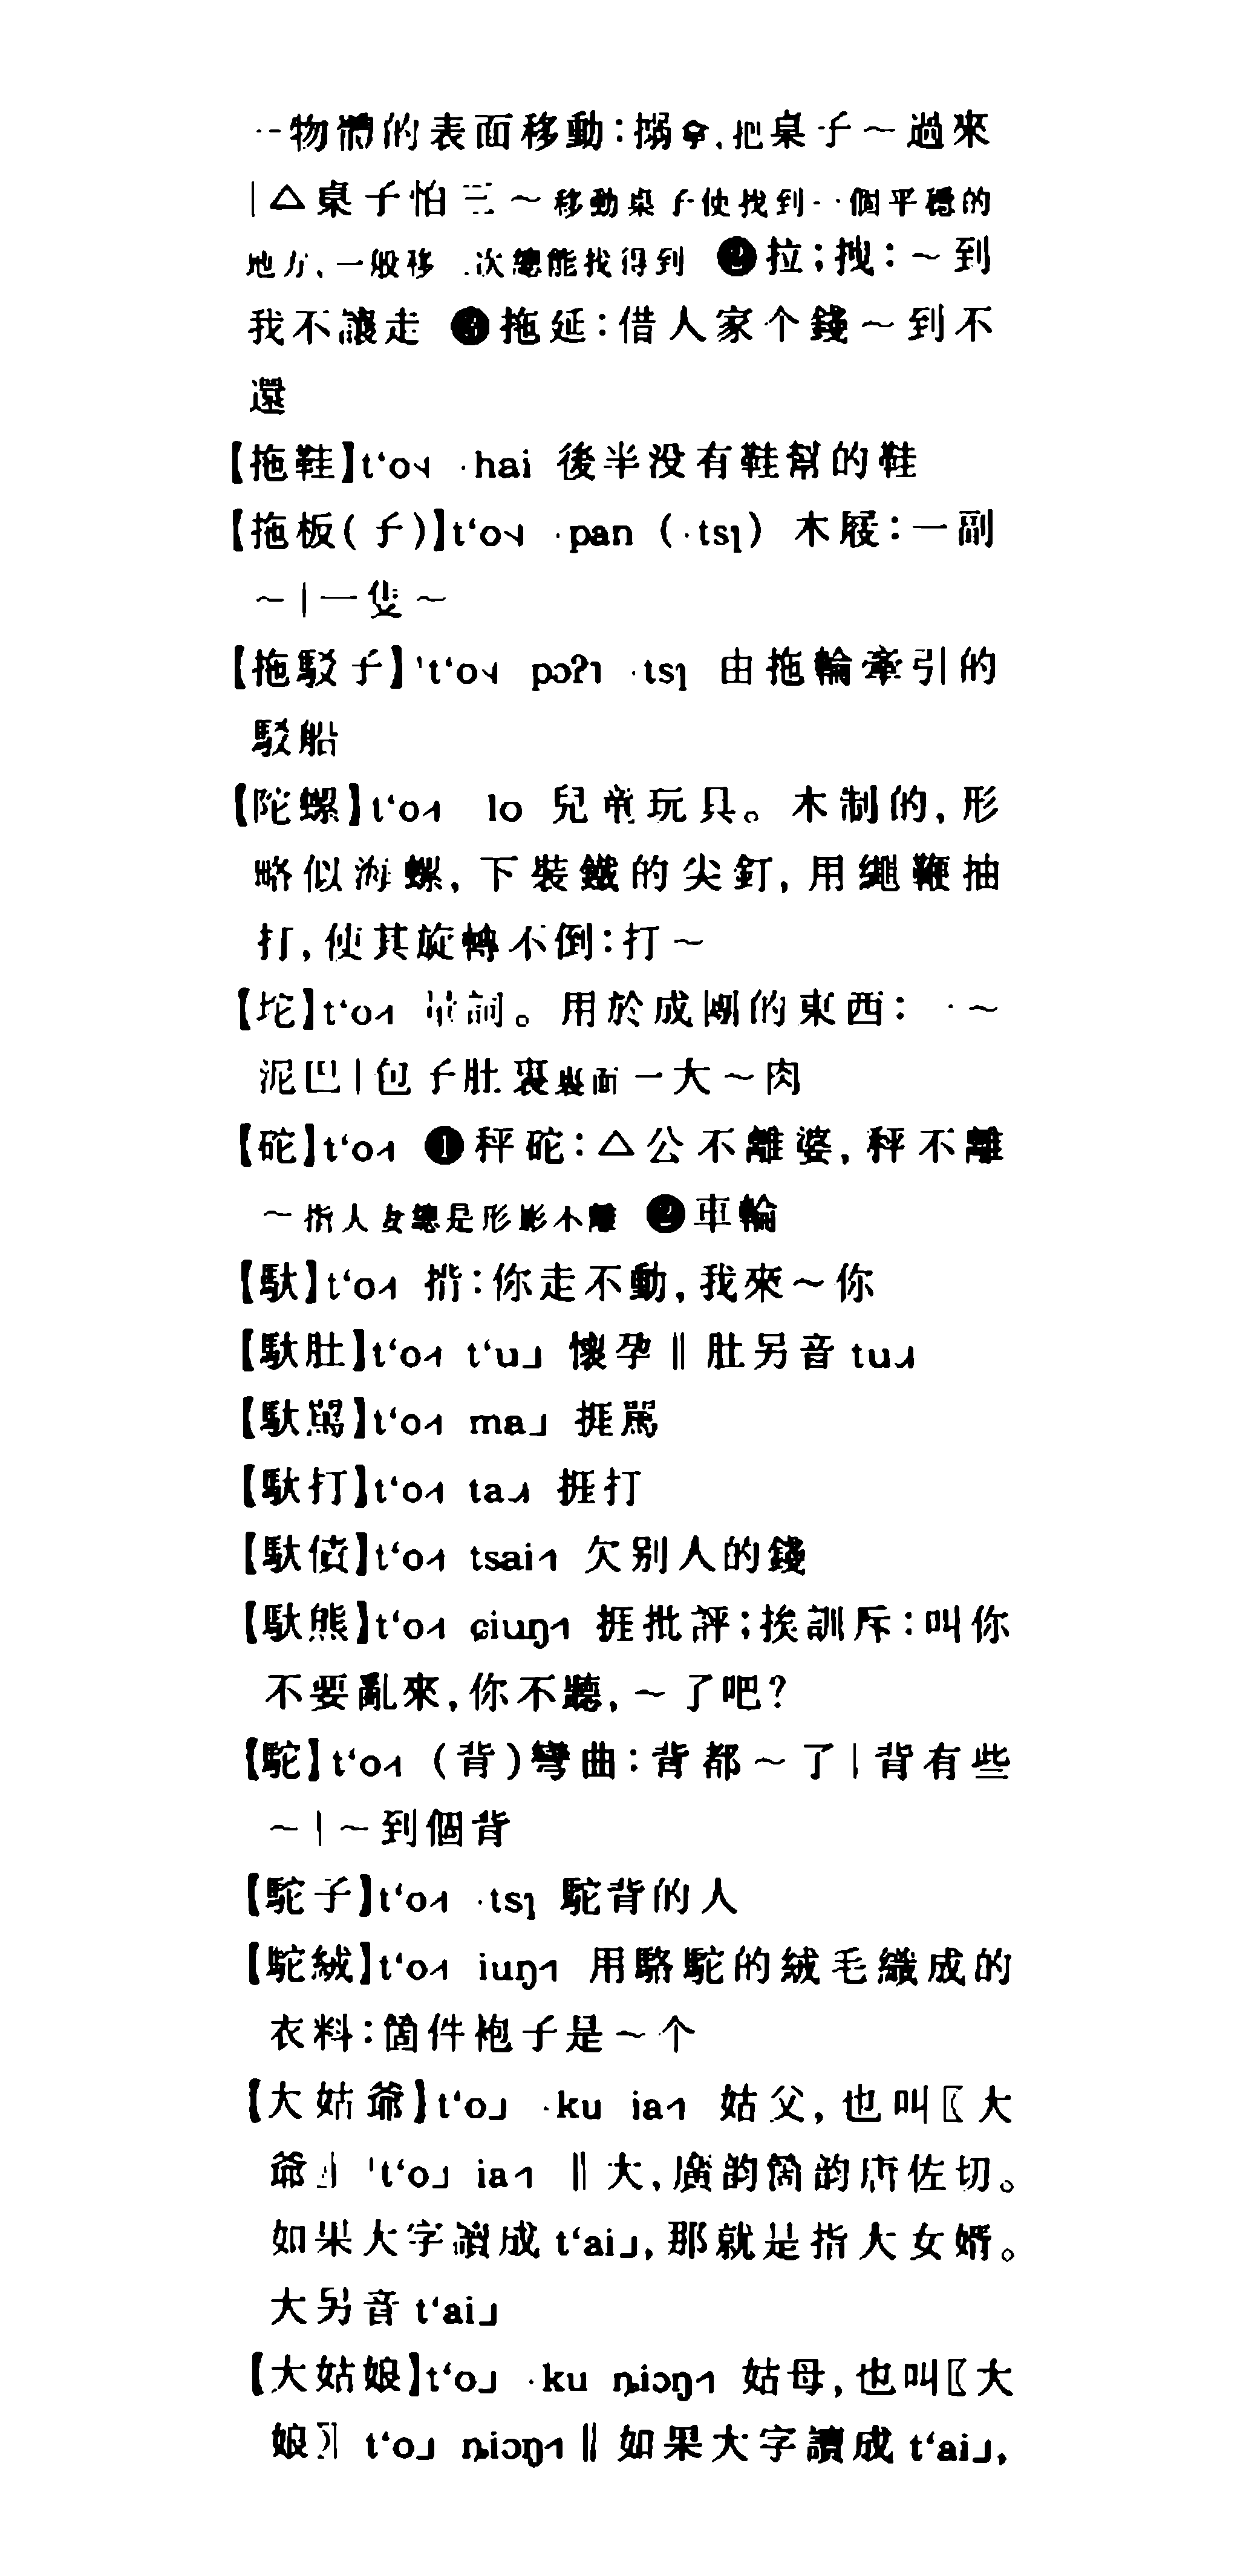 一物體的表面移動：搦伞，把桌子～過來
｜△桌子怕三～移動桌子使找到一個平穩的
地方，一般移三次總能找得到 ❷拉；拽：～到
我不讓走 ❸拖延：借人家个錢～到不
還
【拖鞋】t‘o˨˧ ·hai 後半没有鞋幫的鞋
【拖板(子)】t‘o˨˧ ·pan (·tsɿ) 木屐：一副
～｜一隻～
【拖駁子】't‘o˨˧ pɔʔ˥ ·tsɿ 由拖輪牽引的
駁船
【陀螺】t‘o˧˥ lo 兒童玩具。木制的，形
略似海螺，下裝鐵的尖釘，用繩鞭抽
打，使其旋轉不倒：打～
【坨】t‘o˧˥ 量詞。用於成團的東西：一～
泥巴｜包子肚裏裏面一大～肉
【砣】t‘o˧˥ ❶秤砣：△公不離婆，秤不離
～指人女總是形影不離 ❷車輪
【馱】t‘o˧˥ 揹：你走不動，我來～你
【馱肚】t‘o˧˥ t‘u˩ 懷孕‖肚另音 tu˨˩˧
【馱駡】t‘o˧˥ ma˩ 捱駡
【馱打】t‘o˧˥ ta˨˩˧ 捱打
【馱債】t‘o˧˥ tsai˦˥ 欠别人的錢
【馱熊】t‘o˧˥ ɕiuŋ˦˥ 捱批評；挨訓斥：叫你
不要亂來，你不聽，～了吧？
【駝】t‘o˧˥ (背)彎曲：背都～了｜背有些
～｜～到個背
【駝子】t‘o˧˥ ·tsɿ 駝背的人
【駝絨】t‘o˧˥ iuŋ˦˥ 用駱駝的絨毛織成的
衣料：箇件袍子是～个
【大姑爺】t‘o˩ ·ku ia˦˥ 姑父，也叫〖大
爺〗't‘o˩ ia˦˥ ‖大，廣韵箇韵唐佐切。
如果大字讀成 t‘ai˩，那就是指大女婿。
大另音 t‘ai˩
【大姑娘】t‘o˩ ·ku ȵiɔŋ˦˥ 姑母，也叫〖大
娘〗 t‘o˩ ȵiɔŋ˦˥‖如果大字讀成 t‘ai˩，